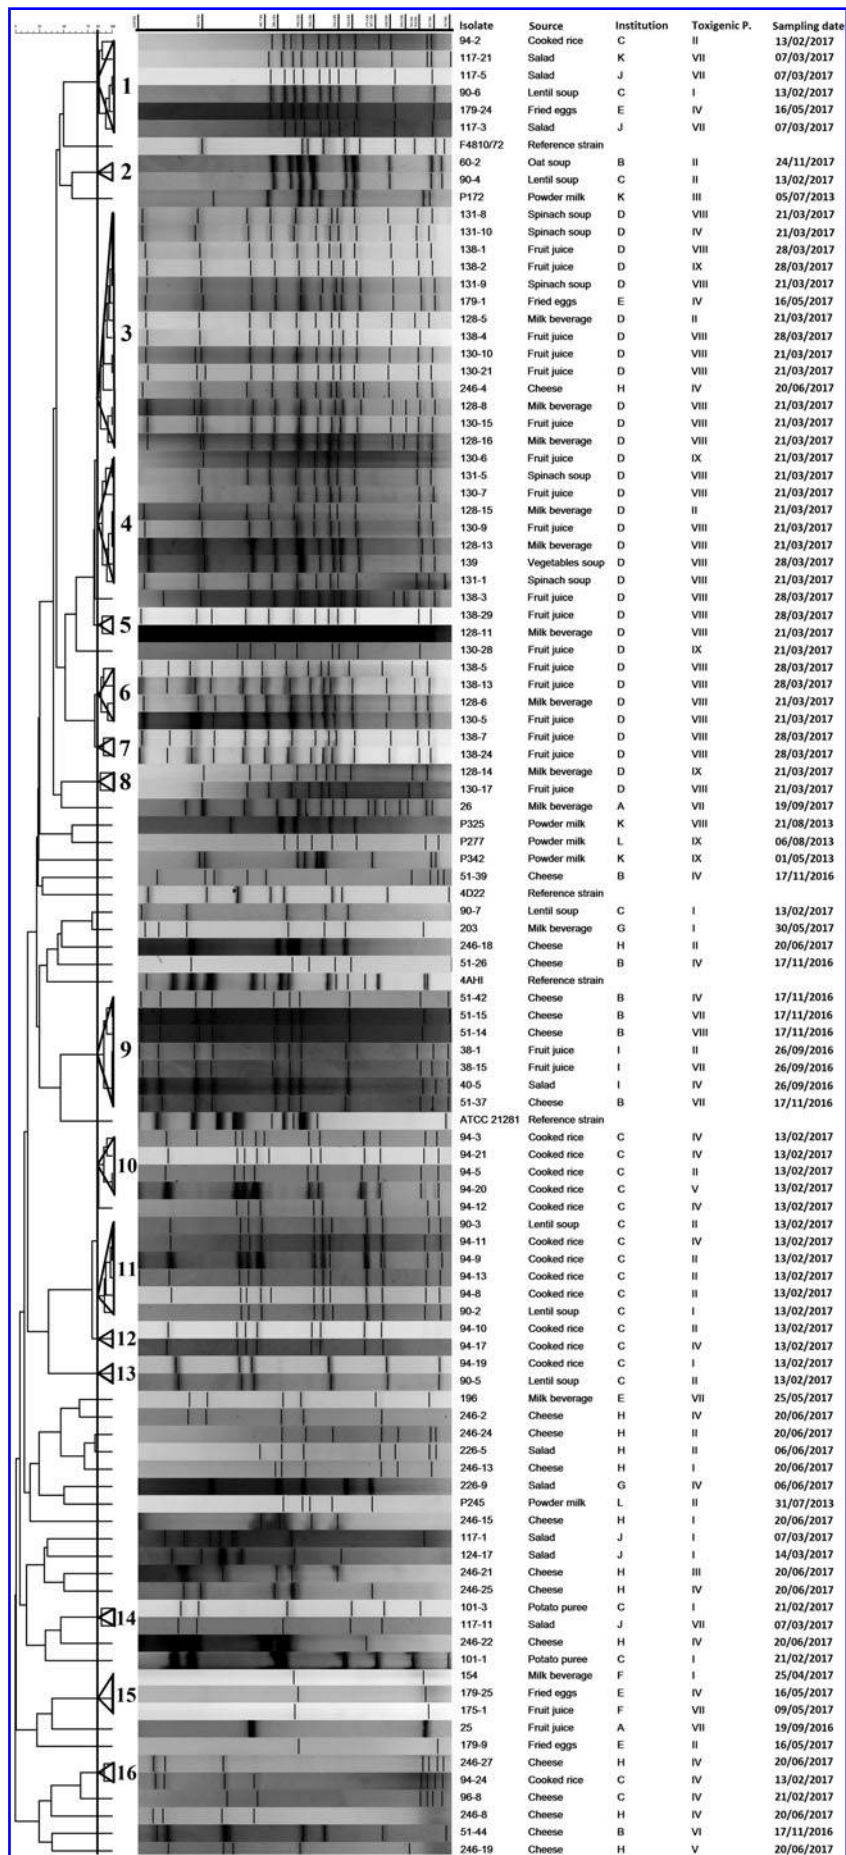 Isolate Source Institution Toxigenic P. Sampling date
94-2 Cooked rice C II 13/02/2017
117-21 Salad K VII 07/03/2017
117-5 Salad J VII 07/03/2017
1
90-6 Lentil soup C I 13/02/2017
179-24 Fried eggs E IV 16/05/2017
117-3 Salad J VII 07/03/2017
F4810/72 Reference strain
60-2 Oat soup B II 24/11/2017
2
90-4 Lentil soup C II 13/02/2017
P172 Powder milk K III 05/07/2013
131-8 Spinach soup D VIII 21/03/2017
131-10 Spinach soup D IV 21/03/2017
138-1 Fruit juice D VIII 28/03/2017
138-2 Fruit juice D IX 28/03/2017
131-9 Spinach soup D VIII 21/03/2017
179-1 Fried eggs E IV 16/05/2017
128-5 Milk beverage D II 21/03/2017
3
138-4 Fruit juice D VIII 28/03/2017
130-10 Fruit juice D VIII 21/03/2017
130-21 Fruit juice D VIII 21/03/2017
246-4 Cheese H IV 20/06/2017
128-8 Milk beverage D VIII 21/03/2017
130-15 Fruit juice D VIII 21/03/2017
128-16 Milk beverage D VIII 21/03/2017
130-6 Fruit juice D IX 21/03/2017
131-5 Spinach soup D VIII 21/03/2017
130-7 Fruit juice D VIII 21/03/2017
128-15 Milk beverage D II 21/03/2017
4
130-9 Fruit juice D VIII 21/03/2017
128-13 Milk beverage D VIII 21/03/2017
139 Vegetables soup D VIII 28/03/2017
131-1 Spinach soup D VIII 21/03/2017
138-3 Fruit juice D VIII 28/03/2017
138-29 Fruit juice D VIII 28/03/2017
5
128-11 Milk beverage D VIII 21/03/2017
130-28 Fruit juice D IX 21/03/2017
138-5 Fruit juice D VIII 28/03/2017
138-13 Fruit juice D VIII 28/03/2017
6
128-6 Milk beverage D VIII 21/03/2017
130-5 Fruit juice D VIII 21/03/2017
138-7 Fruit juice D VIII 28/03/2017
7
138-24 Fruit juice D VIII 28/03/2017
128-14 Milk beverage D IX 21/03/2017
8
130-17 Fruit juice D VIII 21/03/2017
26 Milk beverage A VII 19/09/2017
P325 Powder milk K VIII 21/08/2013
P277 Powder milk L IX 06/08/2013
P342 Powder milk K IX 01/05/2013
51-39 Cheese B IV 17/11/2016
4D22 Reference strain
90-7 Lentil soup C I 13/02/2017
203 Milk beverage G I 30/05/2017
246-18 Cheese H II 20/06/2017
51-26 Cheese B IV 17/11/2016
4AHI Reference strain
51-42 Cheese B IV 17/11/2016
51-15 Cheese B VII 17/11/2016
51-14 Cheese B VIII 17/11/2016
9
38-1 Fruit juice I II 26/09/2016
38-15 Fruit juice I VII 26/09/2016
40-5 Salad I IV 26/09/2016
51-37 Cheese B VII 17/11/2016
ATCC 21281 Reference strain
94-3 Cooked rice C IV 13/02/2017
94-21 Cooked rice C IV 13/02/2017
10
94-5 Cooked rice C II 13/02/2017
94-20 Cooked rice C V 13/02/2017
94-12 Cooked rice C IV 13/02/2017
90-3 Lentil soup C II 13/02/2017
94-11 Cooked rice C IV 13/02/2017
94-9 Cooked rice C II 13/02/2017
11
94-13 Cooked rice C II 13/02/2017
94-8 Cooked rice C II 13/02/2017
90-2 Lentil soup C I 13/02/2017
94-10 Cooked rice C II 13/02/2017
12
94-17 Cooked rice C IV 13/02/2017
94-19 Cooked rice C I 13/02/2017
13
90-5 Lentil soup C II 13/02/2017
196 Milk beverage E VII 25/05/2017
246-2 Cheese H IV 20/06/2017
246-24 Cheese H II 20/06/2017
226-5 Salad H II 06/06/2017
246-13 Cheese H I 20/06/2017
226-9 Salad G IV 06/06/2017
P245 Powder milk L II 31/07/2013
246-15 Cheese H I 20/06/2017
117-1 Salad J I 07/03/2017
124-17 Salad J I 14/03/2017
246-21 Cheese H III 20/06/2017
246-25 Cheese H IV 20/06/2017
101-3 Potato puree C I 21/02/2017
14
117-11 Salad J VII 07/03/2017
246-22 Cheese H IV 20/06/2017
101-1 Potato puree C I 21/02/2017
154 Milk beverage F I 25/04/2017
15
179-25 Fried eggs E IV 16/05/2017
175-1 Fruit juice F VII 09/05/2017
25 Fruit juice A VII 19/09/2016
179-9 Fried eggs E II 16/05/2017
246-27 Cheese H IV 20/06/2017
16
94-24 Cooked rice C IV 13/02/2017
96-8 Cheese C IV 21/02/2017
246-8 Cheese H IV 20/06/2017
51-44 Cheese B VI 17/11/2016
246-19 Cheese H V 20/06/2017